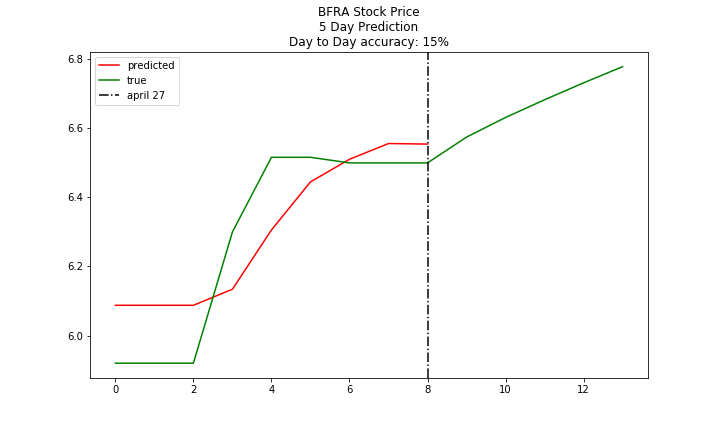 BFRA Stock Price
5 Day Prediction
Day to Day accuracy: 15%
predicted
true
april 27
6.8
6.6
6.4
6.2
6.0
0 2 4 6 8 10 12